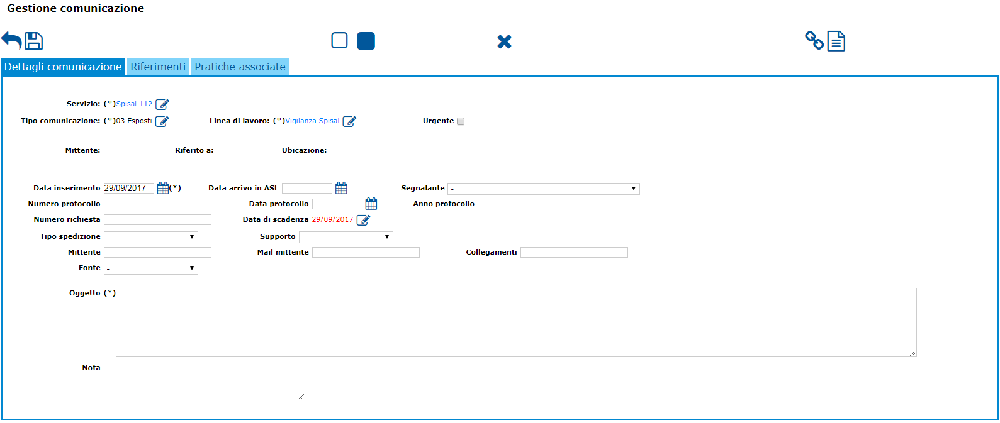 Gestione comunicazione
Dettagli comunicazione Riferimenti Pratiche associate
Servizio: (*)Spisal 112
Tipo comunicazione: (*)03 Esposti Linea di lavoro: (*)Vigilanza Spisal Urgente
Mittente: Riferito a: Ubicazione:
Data inserimento 29/09/2017 (*) Data arrivo in ASL Segnalante -
Numero protocollo Data protocollo Anno protocollo
Numero richiesta Data di scadenza 29/09/2017
Tipo spedizione - Supporto -
Mittente Mail mittente Collegamenti
Fonte -
Oggetto (*)
Nota